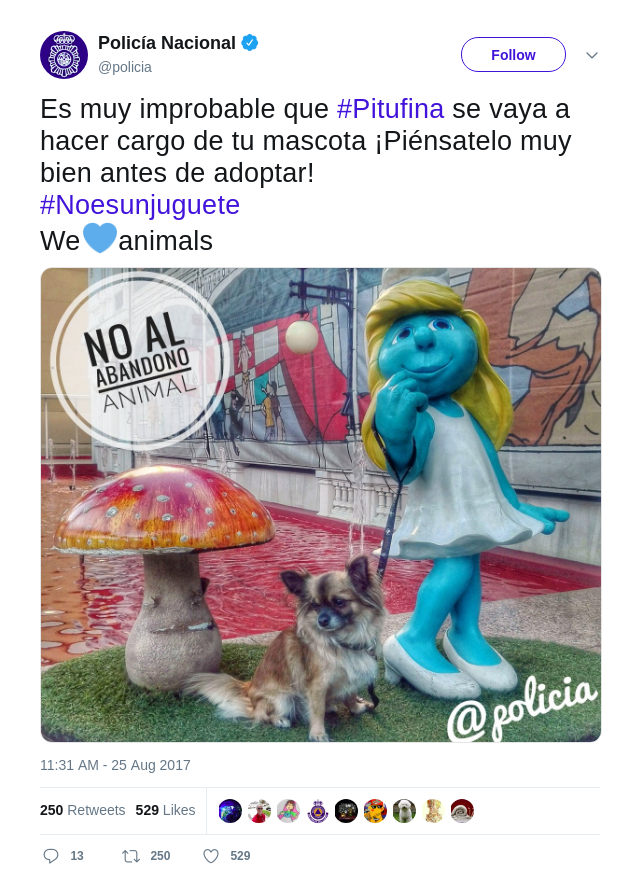 Policía Nacional
@policia
Follow
Es muy improbable que #Pitufina se vaya a
hacer cargo de tu mascota ¡Piénsatelo muy
bien antes de adoptar!
#Noesunjuguete
We💙animals
NO AL
ABANDONO
ANIMAL
@policia
11:31 AM - 25 Aug 2017
250 Retweets 529 Likes
13 250 529